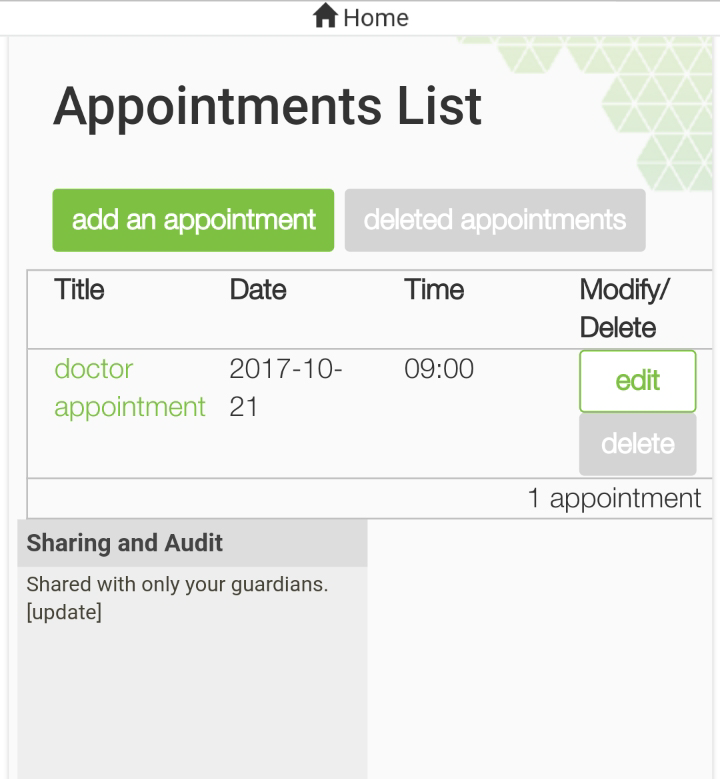 Home
Appointments List
add an appointment deleted appointments
Title Date Time Modify/
Delete
doctor 2017-10- 09:00 edit
appointment 21
delete
1 appointment
Sharing and Audit
Shared with only your guardians.
[update]